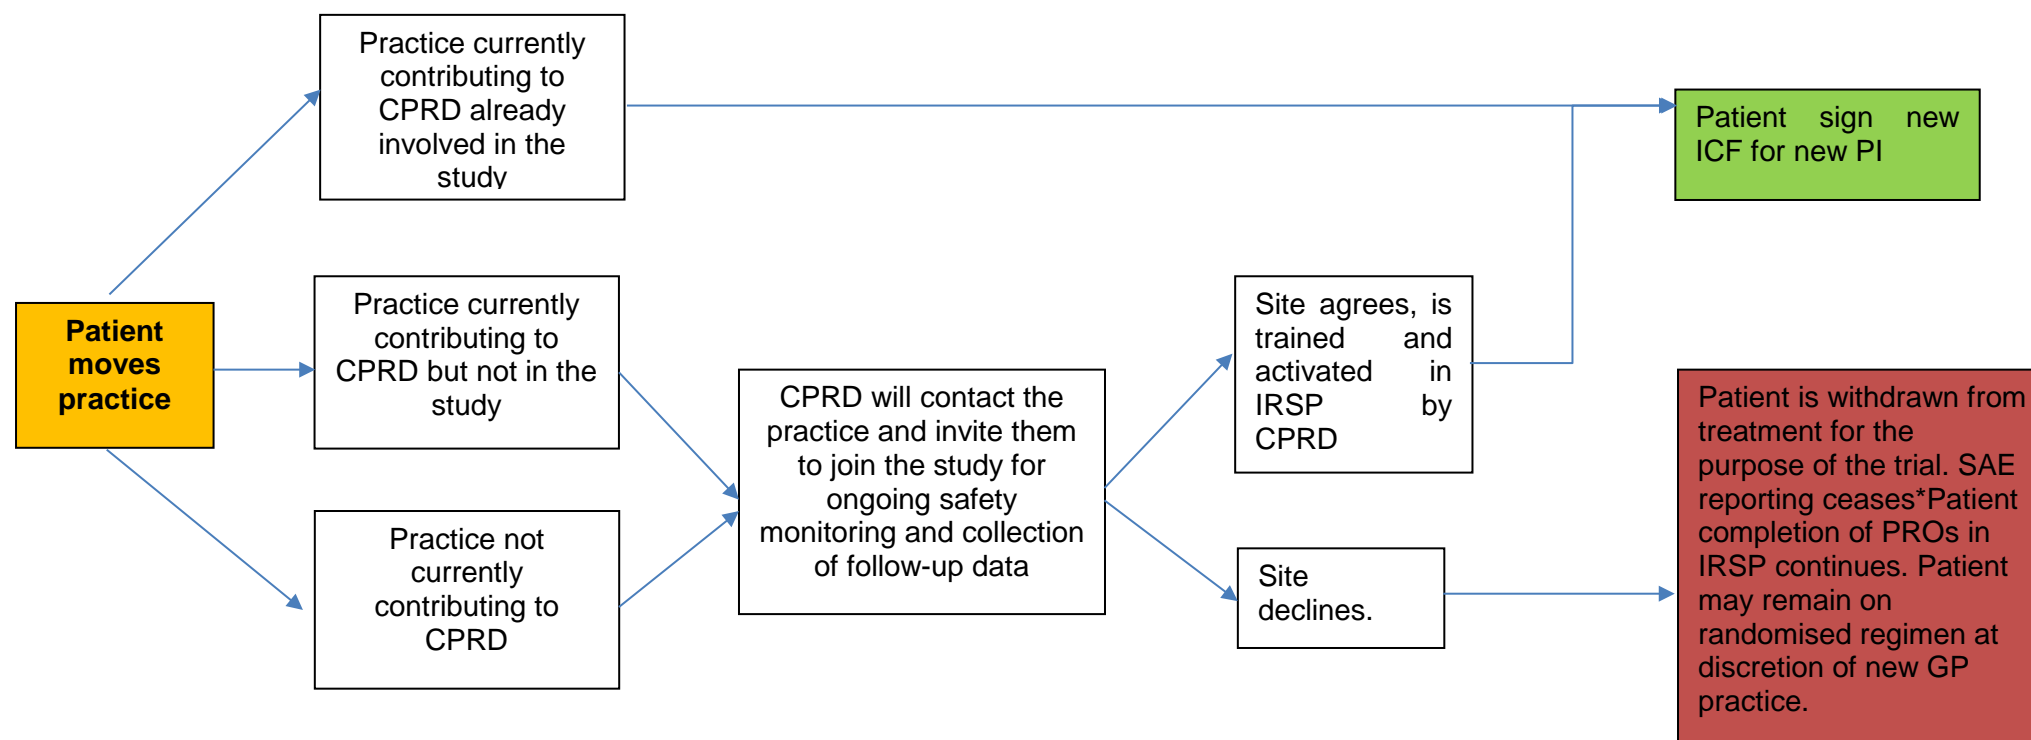 Practice currently
contributing to
CPRD already
involved in the
study
Patient sign new
ICF for new PI
Patient
moves
practice
Practice currently
contributing to
CPRD but not in the
study
Practice not
currently
contributing to
CPRD
CPRD will contact the
practice and invite them
to join the study for
ongoing safety
monitoring and collection
of follow-up data
Site agrees, is
trained and
activated in
IRSP by
CPRD
Site
declines.
Patient is withdrawn from
treatment for the
purpose of the trial. SAE
reporting ceases*Patient
completion of PROs in
IRSP continues. Patient
may remain on
randomised regimen at
discretion of new GP
practice.